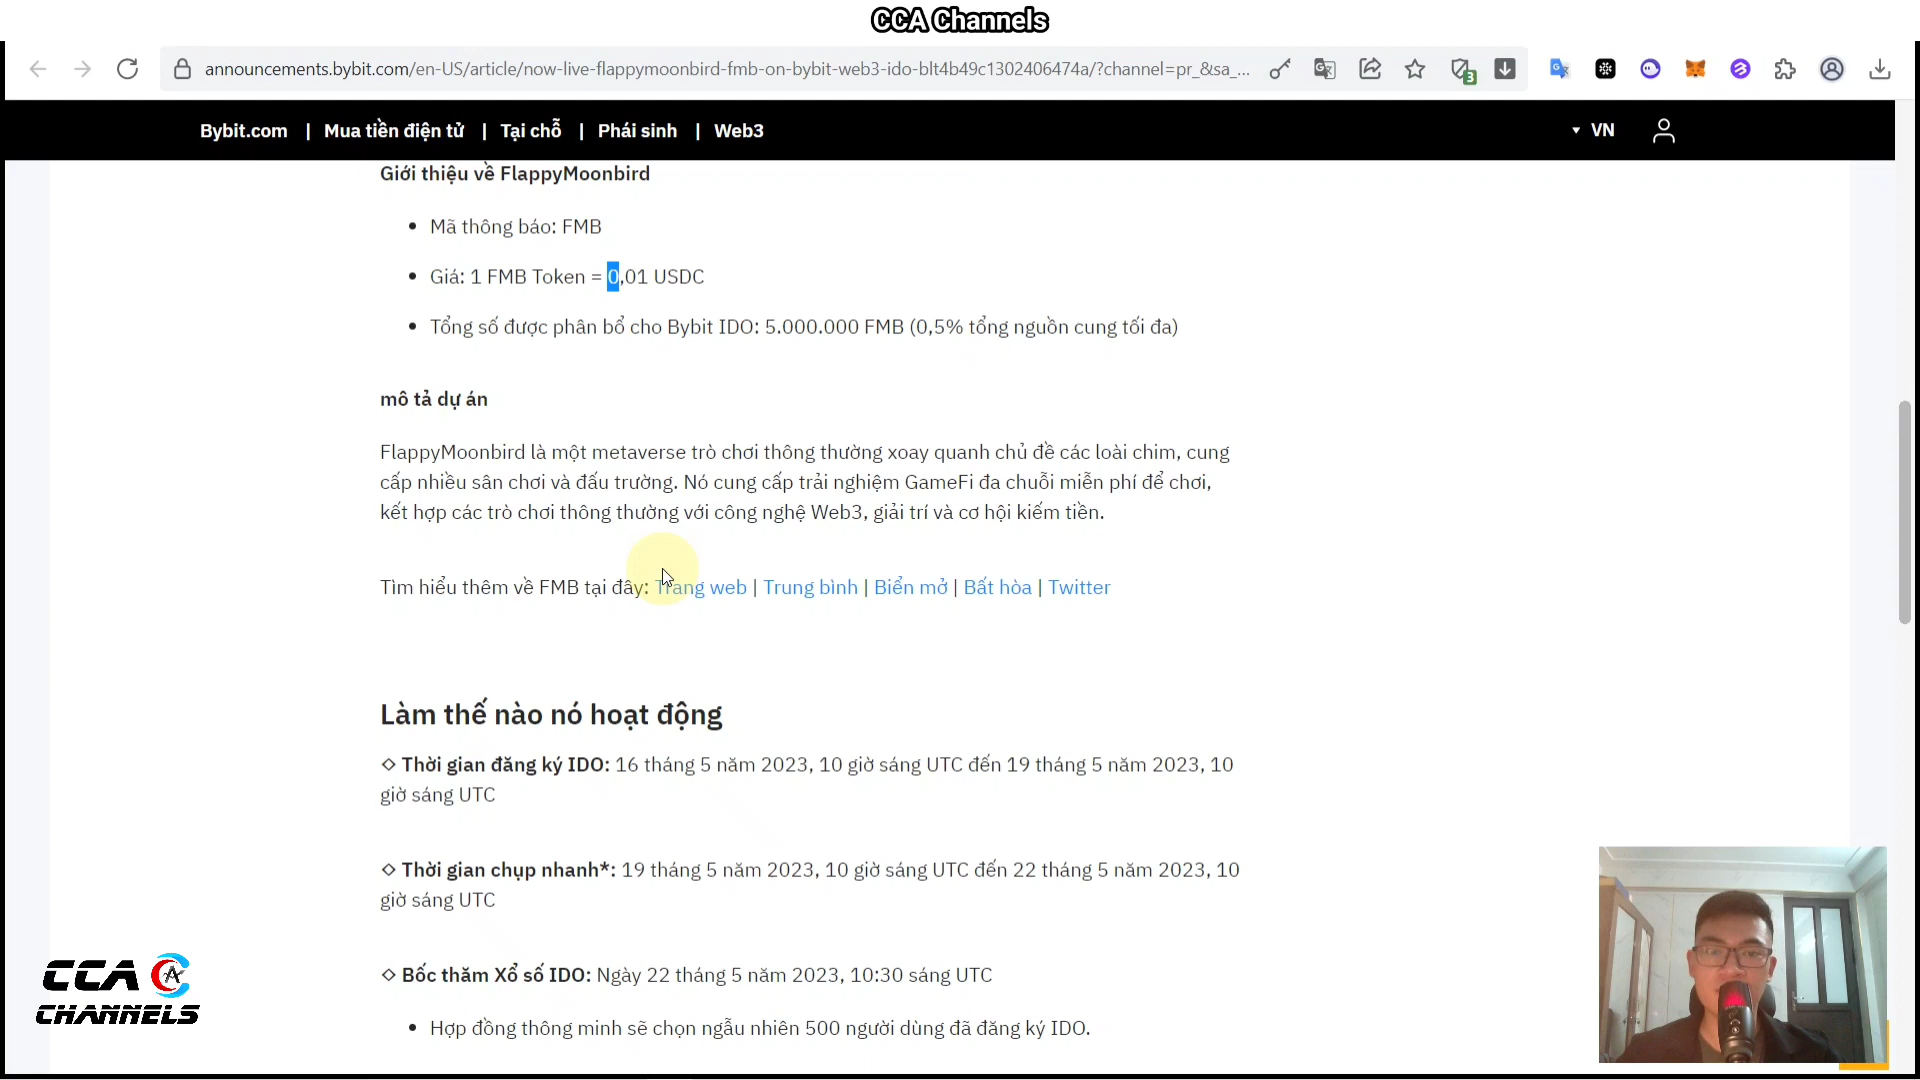 CCA Channels
announcements.bybit.com/en-US/article/now-live-flappymoonbird-fmb-on-bybit-web3-ido-blt4b49c1302406474a/?channel=pr_&sa_...
3
Bybit.com | Mua tiền điện tử | Tại chỗ | Phái sinh | Web3
VN
Giới thiệu về FlappyMoonbird
Mã thông báo: FMB
Giá: 1 FMB Token = 0,01 USDC
Tổng số được phân bổ cho Bybit IDO: 5.000.000 FMB (0,5% tổng nguồn cung tối đa)
mô tả dự án
FlappyMoonbird là một metaverse trò chơi thông thường xoay quanh chủ đề các loài chim, cung
cấp nhiều sân chơi và đấu trường. Nó cung cấp trải nghiệm GameFi đa chuỗi miễn phí để chơi,
kết hợp các trò chơi thông thường với công nghệ Web3, giải trí và cơ hội kiếm tiền.
Tìm hiểu thêm về FMB tại đây: Trang web | Trung bình | Biển mở | Bất hòa | Twitter
Làm thế nào nó hoạt động
◇ Thời gian đăng ký IDO: 16 tháng 5 năm 2023, 10 giờ sáng UTC đến 19 tháng 5 năm 2023, 10
giờ sáng UTC
◇ Thời gian chụp nhanh*: 19 tháng 5 năm 2023, 10 giờ sáng UTC đến 22 tháng 5 năm 2023, 10
giờ sáng UTC
◇ Bốc thăm Xổ số IDO: Ngày 22 tháng 5 năm 2023, 10:30 sáng UTC
Hợp đồng thông minh sẽ chọn ngẫu nhiên 500 người dùng đã đăng ký IDO.
CCA
CHANNELS